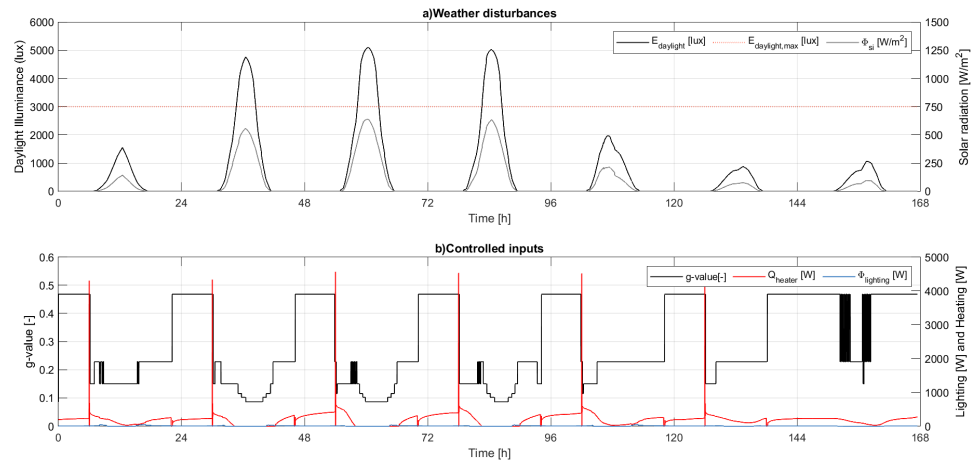 a)Weather disturbances
E_daylight [lux] E_daylight,max [lux] Φ_si [W/m²]
Daylight Illuminance (lux)
6000
5000
4000
3000
2000
1000
0
1500
1250
1000
750
500
250
0
Solar radiation [W/m²]
0 24 48 72 96 120 144 168
Time [h]
b)Controlled inputs
g-value[-] Q_heater [W] Φ_lighting [W]
g-value [-]
0.6
0.5
0.4
0.3
0.2
0.1
0
5000
4000
3000
2000
1000
0
Lighting [W] and Heating [W]
0 24 48 72 96 120 144 168
Time [h]